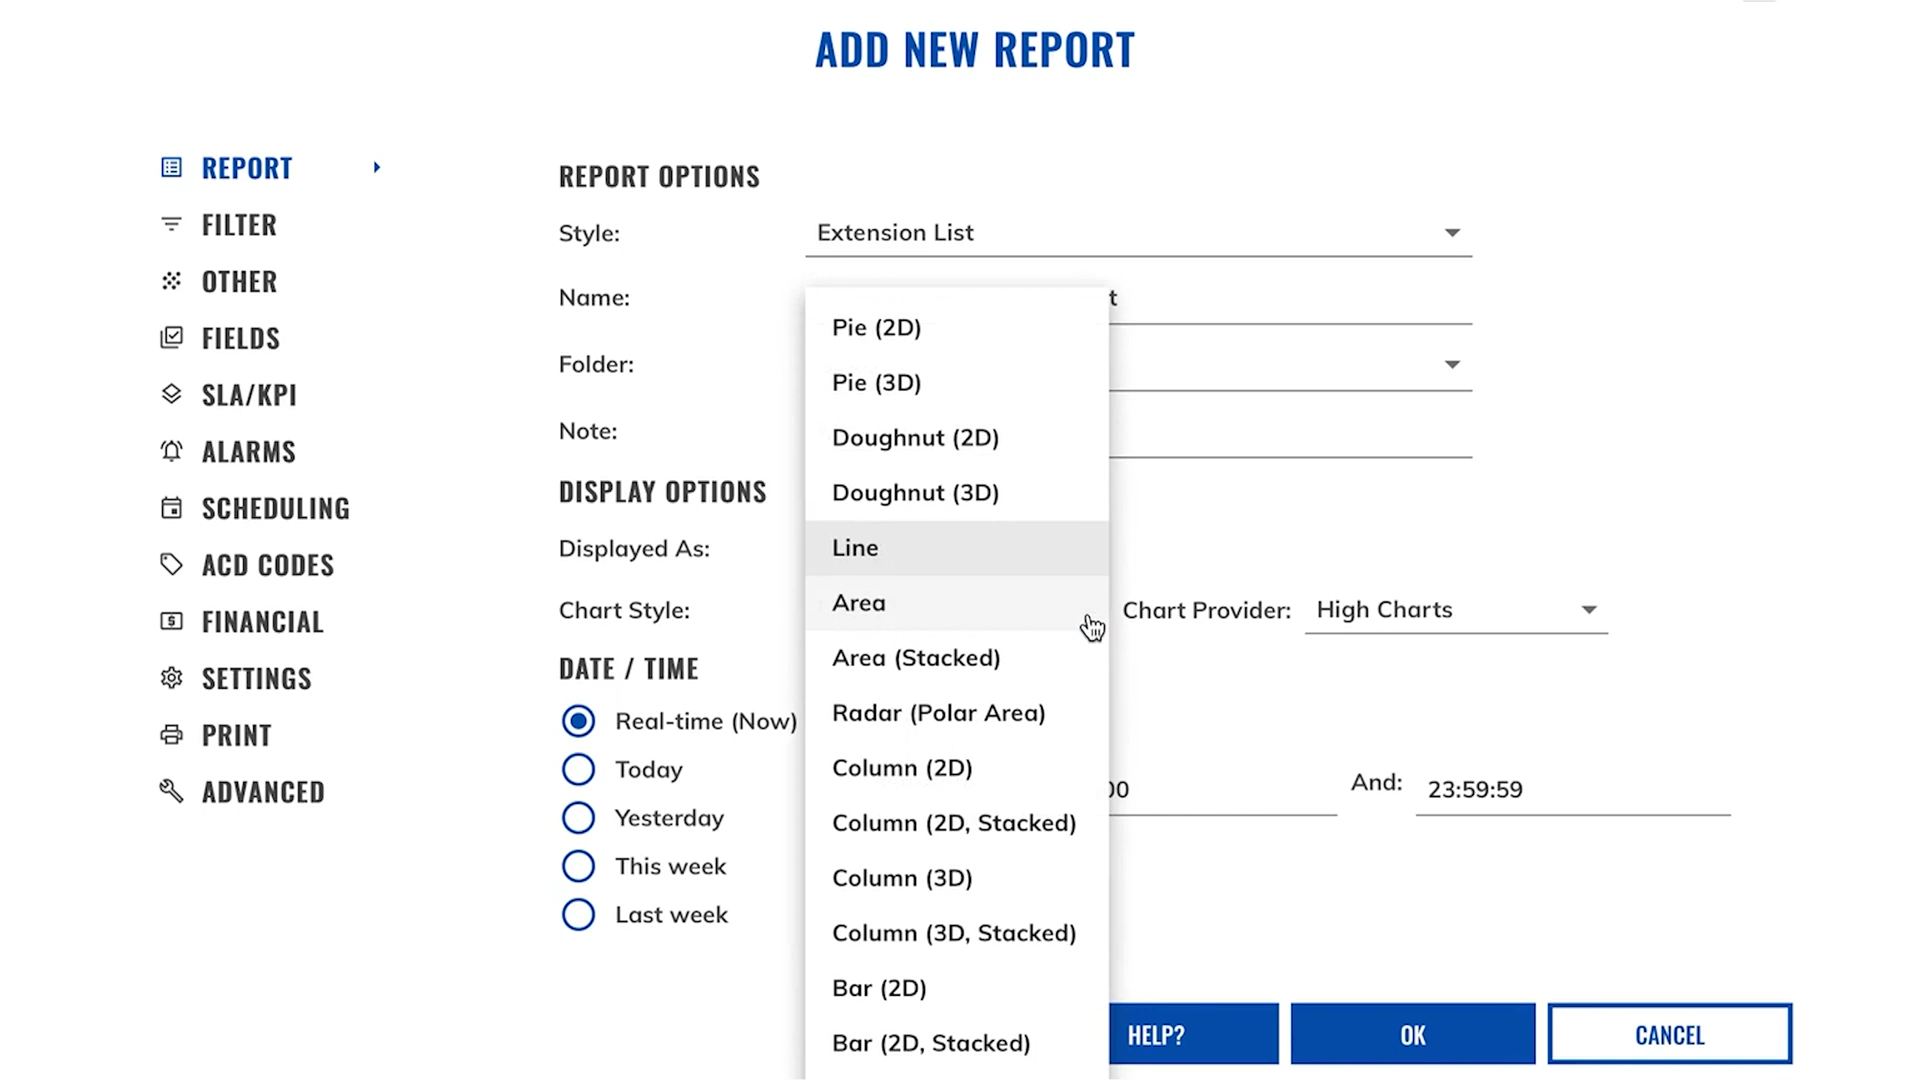 ADD NEW REPORT
REPORT
FILTER
OTHER
FIELDS
SLA/KPI
ALARMS
SCHEDULING
ACD CODES
FINANCIAL
SETTINGS
PRINT
ADVANCED
REPORT OPTIONS
Style: Extension List
Name: t
Folder:
Note:
DISPLAY OPTIONS
Displayed As:
Chart Style:
Pie (2D)
Pie (3D)
Doughnut (2D)
Doughnut (3D)
Line
Area
Area (Stacked)
Radar (Polar Area)
Column (2D)
Column (2D, Stacked)
Column (3D)
Column (3D, Stacked)
Bar (2D)
Bar (2D, Stacked)
Chart Provider: High Charts
DATE / TIME
Real-time (Now)
Today
Yesterday
This week
Last week
00 And: 23:59:59
HELP? OK CANCEL